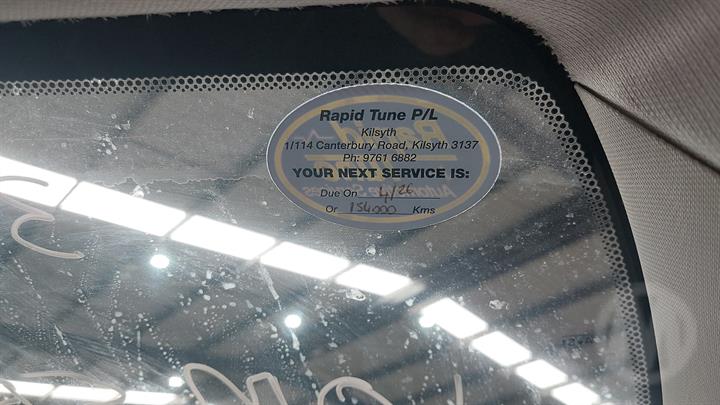 Rapid Tune P/L
Kilsyth
1/114 Canterbury Road, Kilsyth 3137
Ph: 9761 6882
YOUR NEXT SERVICE IS:
Due On 4/26
Or 154000 Kms